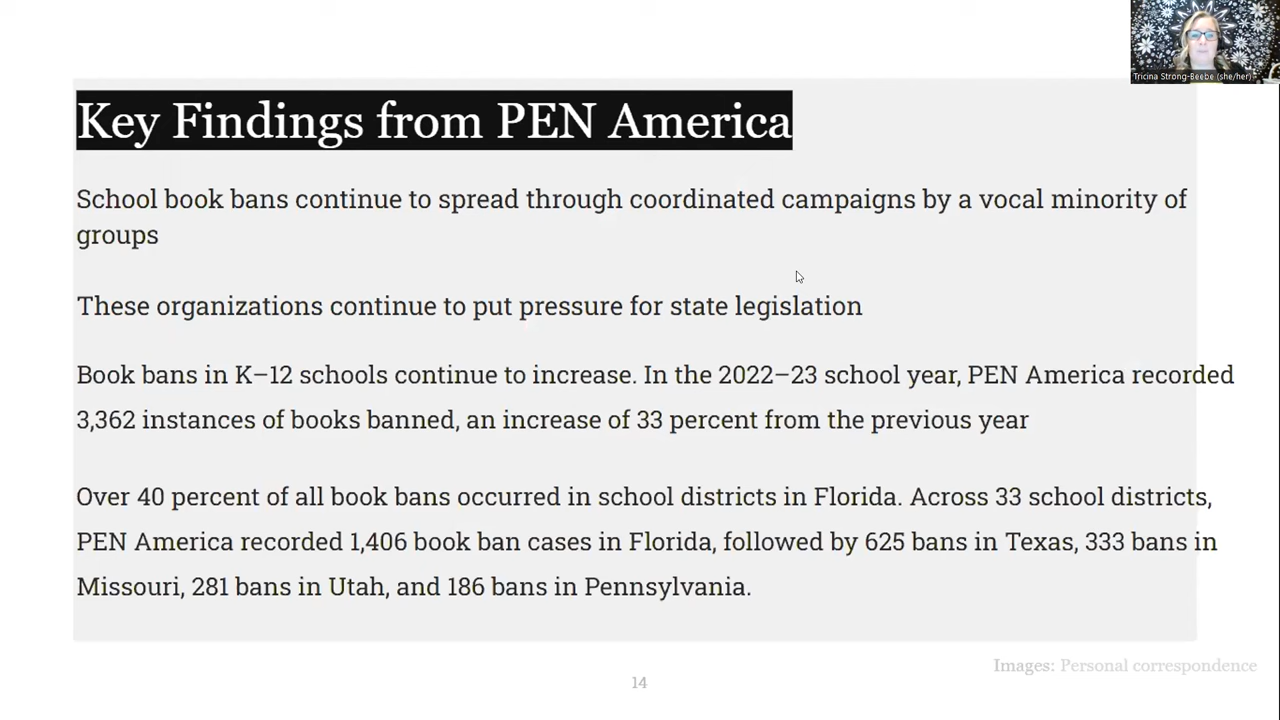 Tricina Strong-Beebe (she/her)
Key Findings from PEN America
School book bans continue to spread through coordinated campaigns by a vocal minority of
groups
These organizations continue to put pressure for state legislation
Book bans in K–12 schools continue to increase. In the 2022–23 school year, PEN America recorded
3,362 instances of books banned, an increase of 33 percent from the previous year
Over 40 percent of all book bans occurred in school districts in Florida. Across 33 school districts,
PEN America recorded 1,406 book ban cases in Florida, followed by 625 bans in Texas, 333 bans in
Missouri, 281 bans in Utah, and 186 bans in Pennsylvania.
Images: Personal correspondence
14